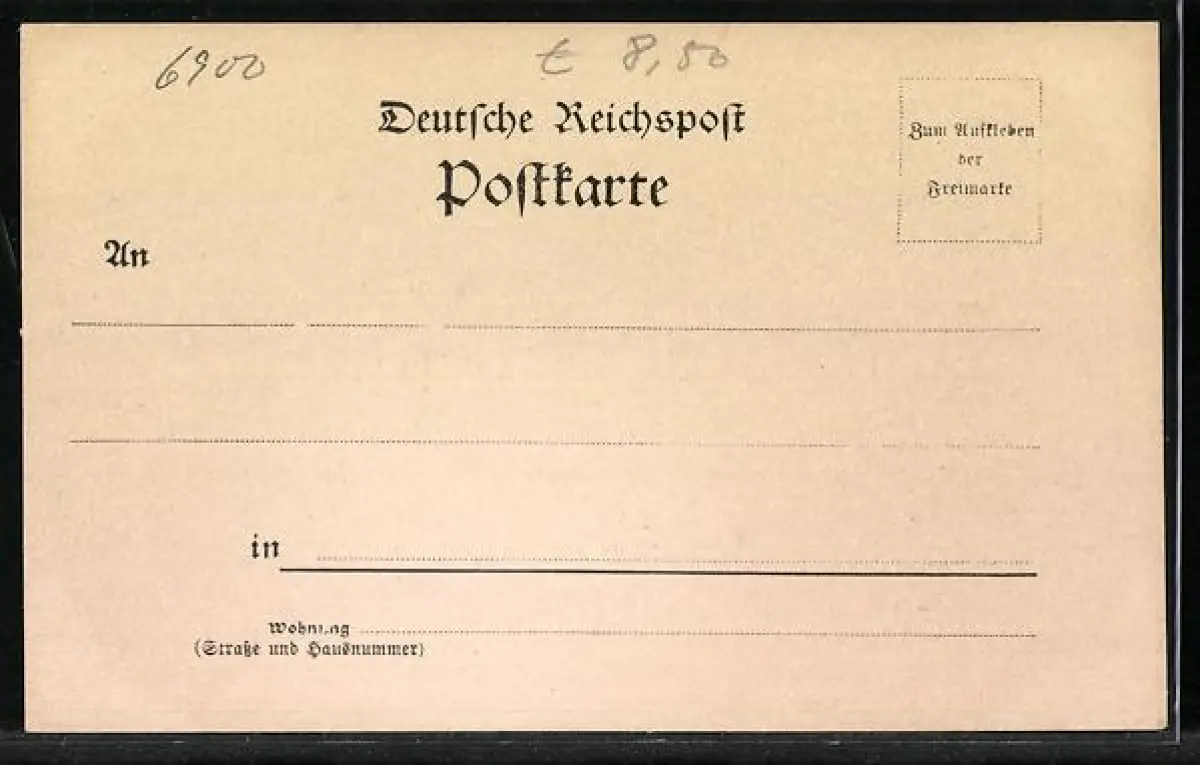 6900
€ 8,50
Deutſche Reichspoſt
Poſtkarte
Zum Aufkleben
der
Freimarke
An
in
Wohnung
(Straße und Hausnummer)